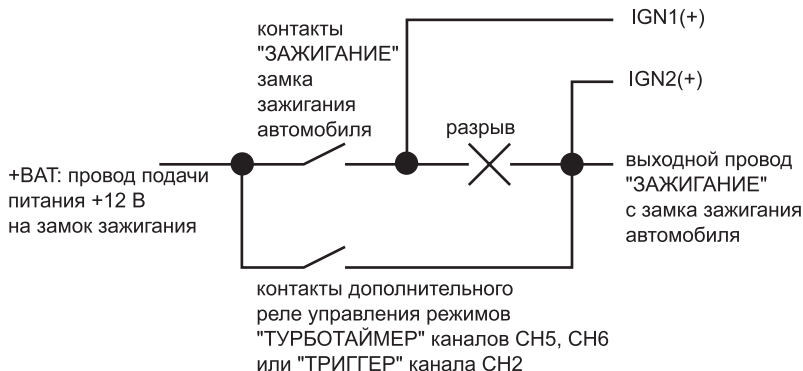 контакты
"ЗАЖИГАНИЕ"
замка
зажигания
автомобиля
IGN1(+)
IGN2(+)
разрыв
+BAT: провод подачи
питания +12 В
на замок зажигания
выходной провод
"ЗАЖИГАНИЕ"
с замка зажигания
автомобиля
контакты дополнительного
реле управления режимов
"ТУРБОТАЙМЕР" каналов CH5, CH6
или "ТРИГГЕР" канала CH2